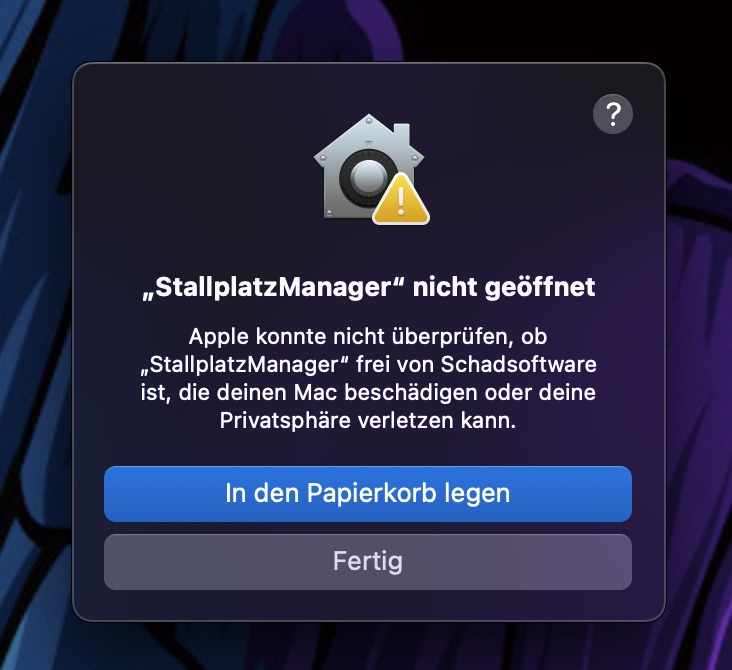 ?
„StallplatzManager“ nicht geöffnet
Apple konnte nicht überprüfen, ob
„StallplatzManager“ frei von Schadsoftware
ist, die deinen Mac beschädigen oder deine
Privatsphäre verletzen kann.
In den Papierkorb legen
Fertig